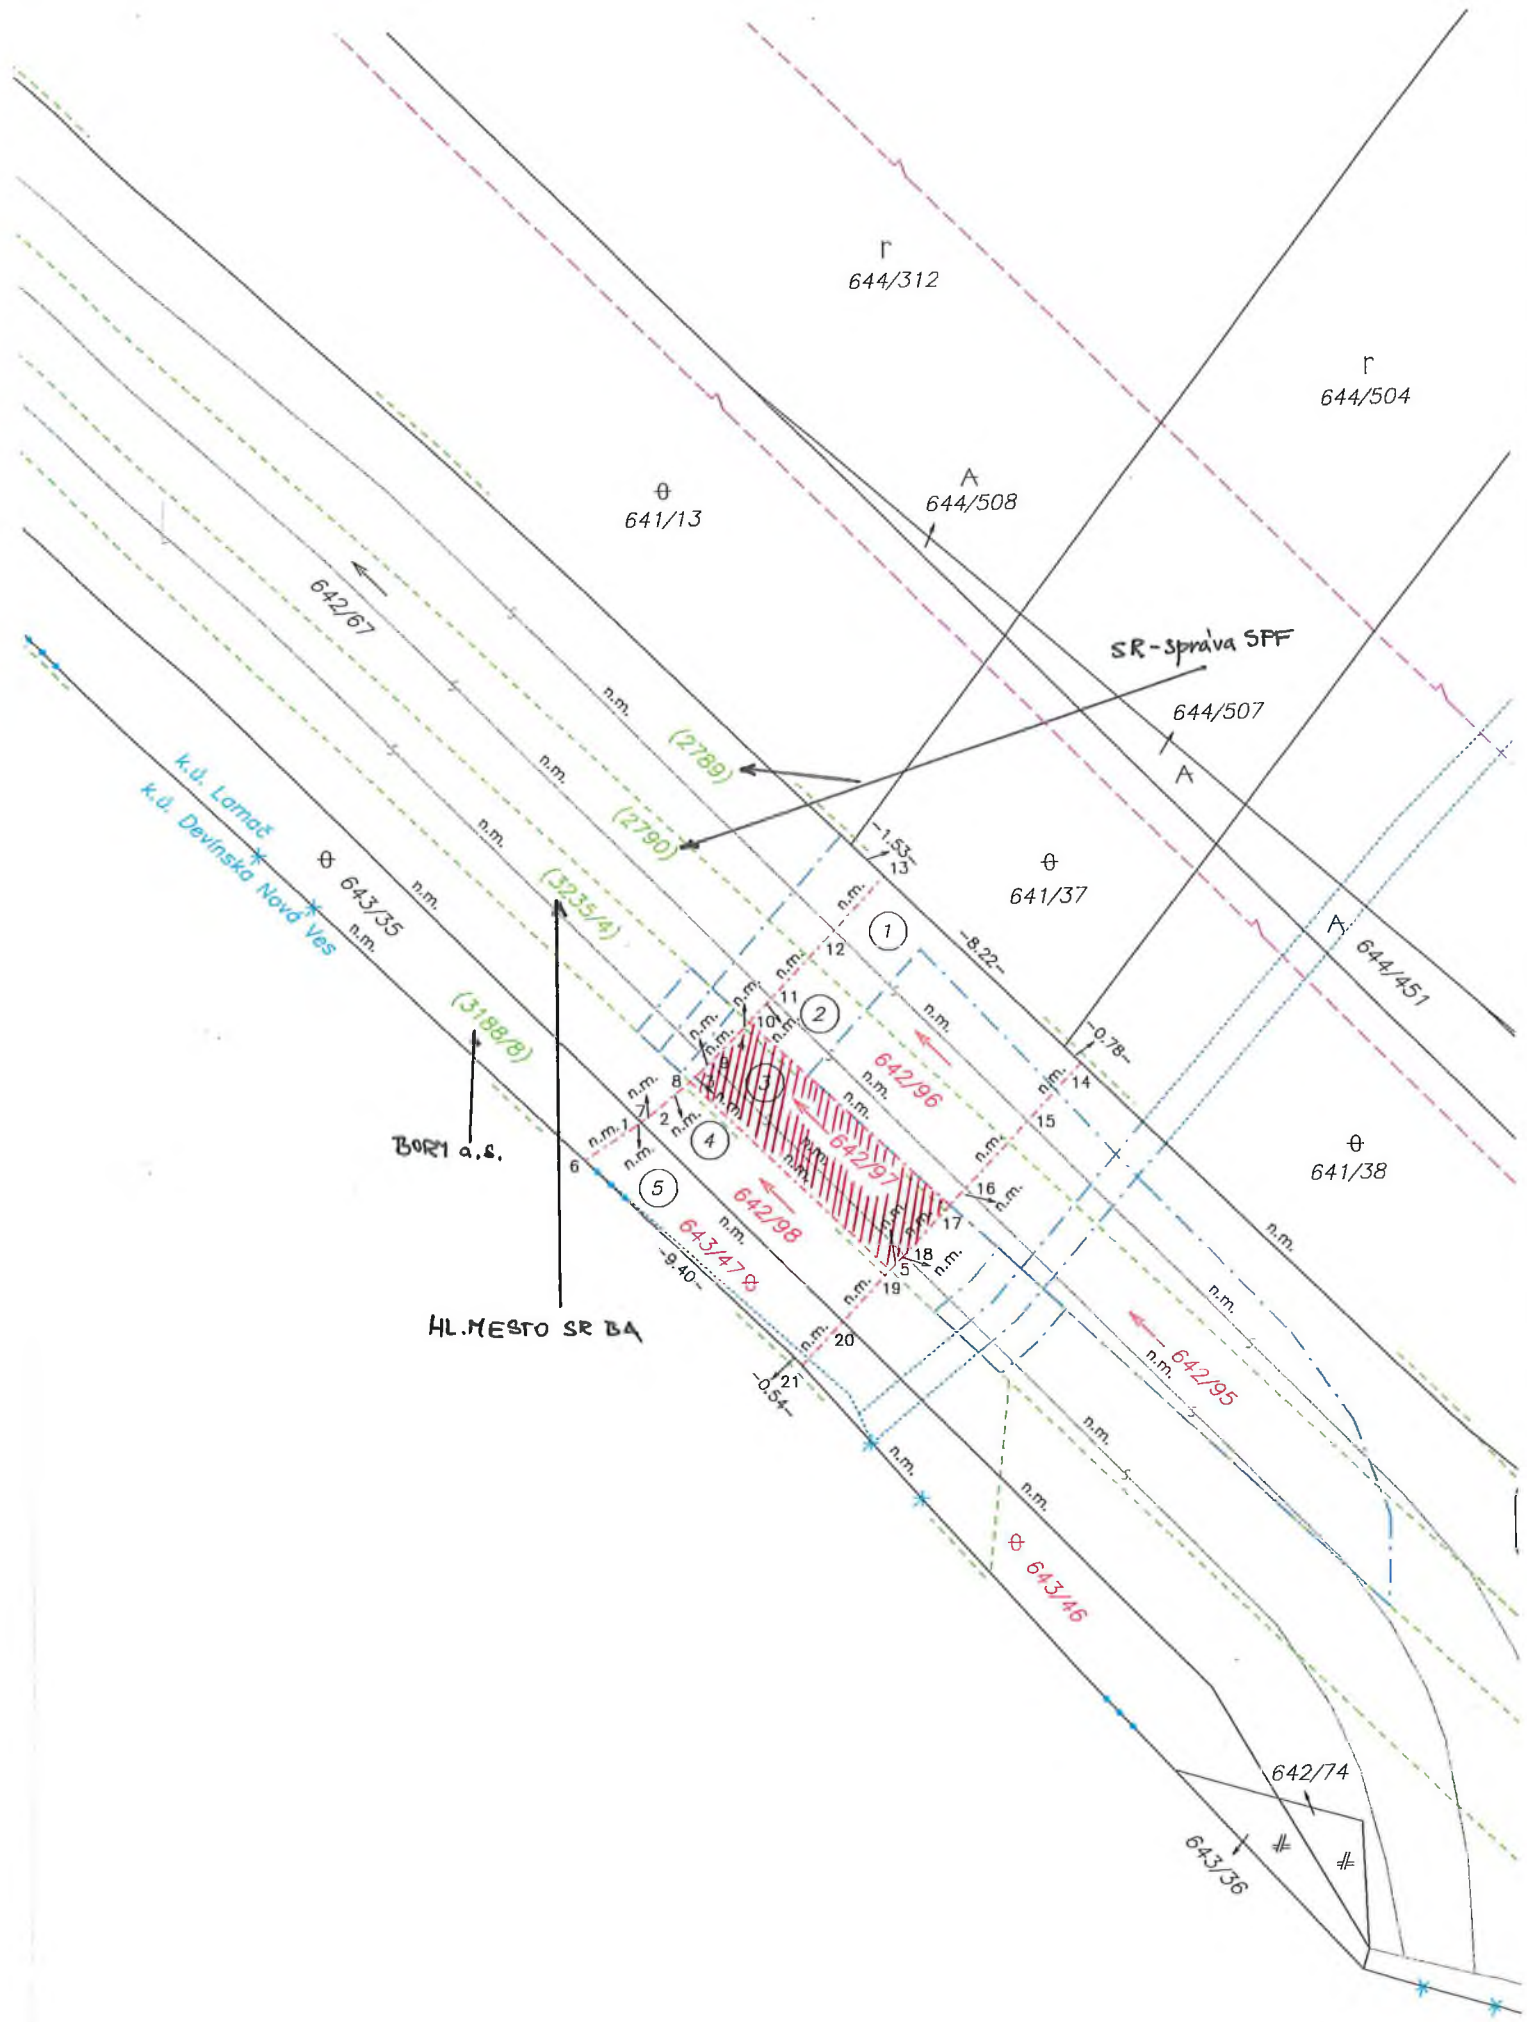 r
644/312
r
644/504
A
644/508
641/13
642/67
SR-správa SPF
644/507
A
n.m.
(2789)
n.m.
(2790)
k.ú. Lamač
k.ú. Devínska Nová Ves
n.m.
(3235/4)
643/35
n.m.
n.m.
(3188/8)
-1.53-
13
n.m.
641/37
1
12
-8.22-
A
644/451
n.m.
11
n.m.
2
n.m.
10
n.m.
n.m.
n.m.
9
3
n.m.
642/96
-0.78-
14
n.m.
8
n.m.
n.m.
15
n.m.
7
1
2
n.m.
4
n.m.
n.m.
n.m.
642/97
641/38
BORY a.s.
6
n.m.
5
642/98
n.m.
16
n.m.
17
n.m.
n.m.
18
n.m.
5
19
n.m.
643/47
-9.40-
n.m.
n.m.
HL.MESTO SR BA
n.m.
20
21
-0.54-
n.m.
642/95
n.m.
n.m.
n.m.
n.m.
643/46
642/74
643/36